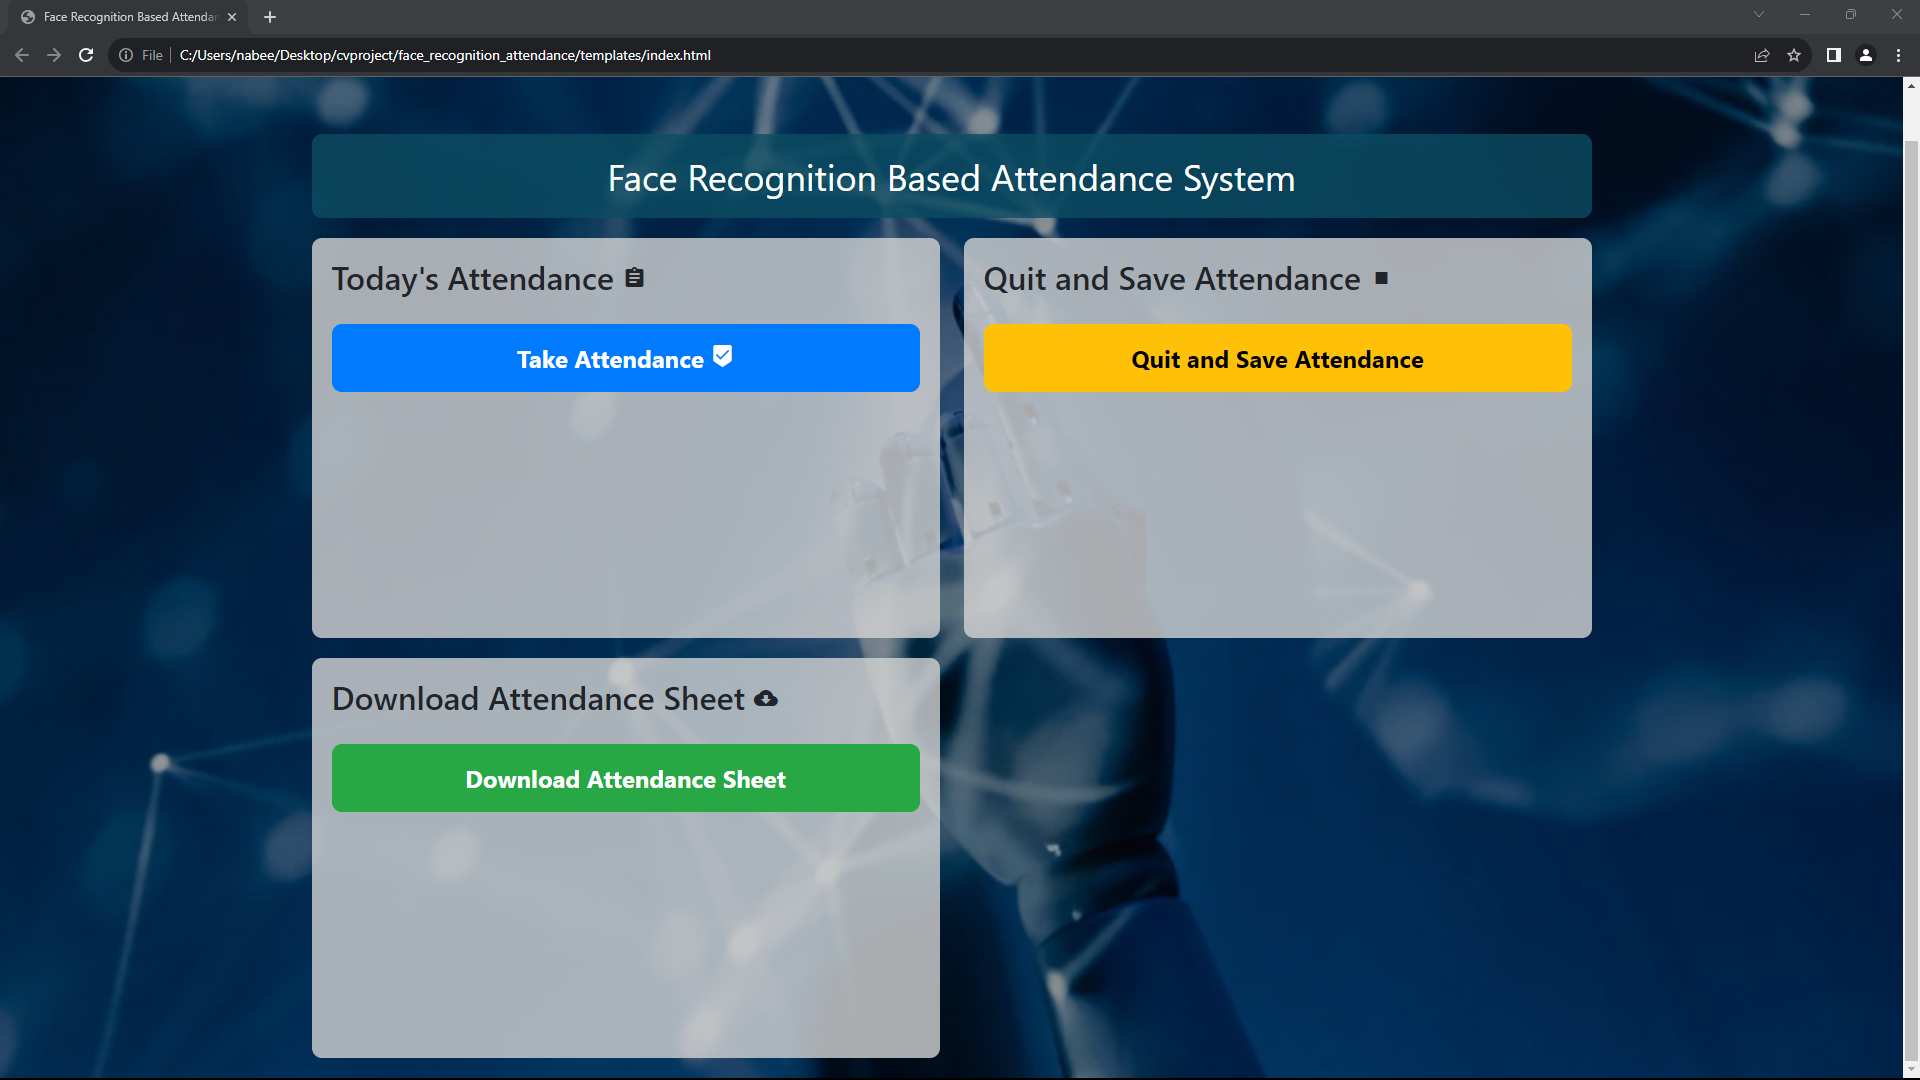 Face Recognition Based Attendan
File
C:/Users/nabee/Desktop/cvproject/face_recognition_attendance/templates/index.html
Face Recognition Based Attendance System
Today's Attendance
Take Attendance
Quit and Save Attendance
Quit and Save Attendance
Download Attendance Sheet
Download Attendance Sheet